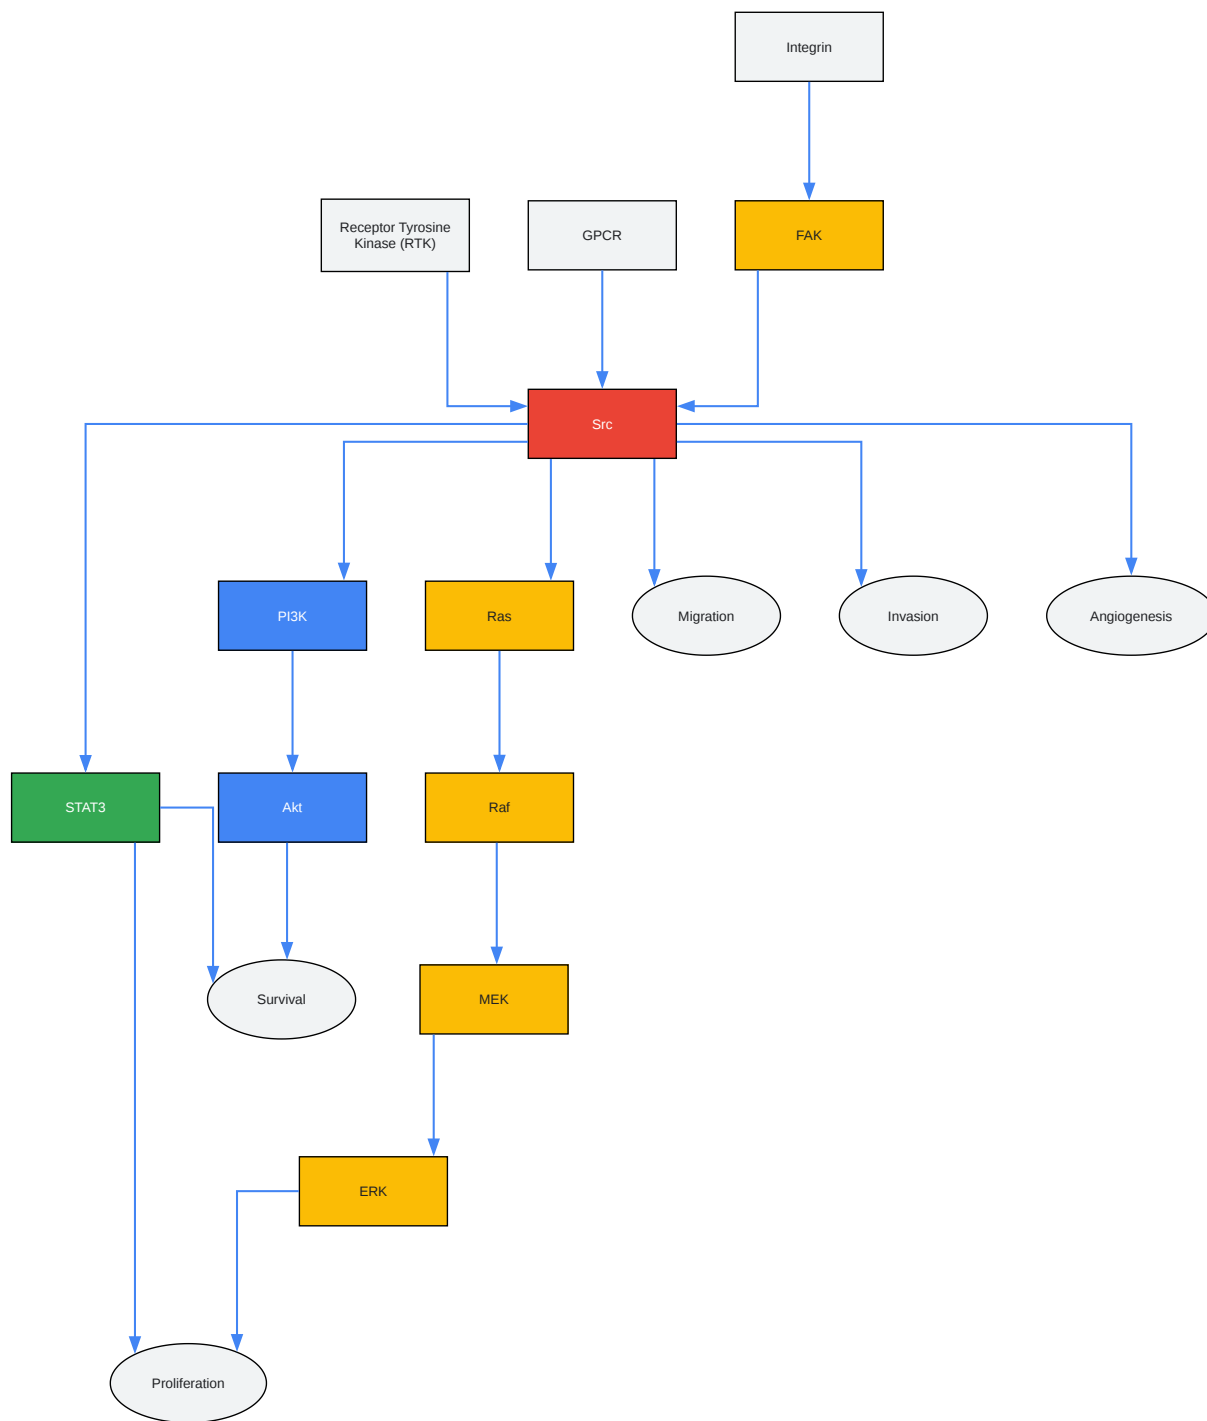 Integrin
Receptor Tyrosine
Kinase (RTK)
GPCR
FAK
Src
PI3K
Ras
Migration
Invasion
Angiogenesis
STAT3
Akt
Raf
Survival
MEK
ERK
Proliferation